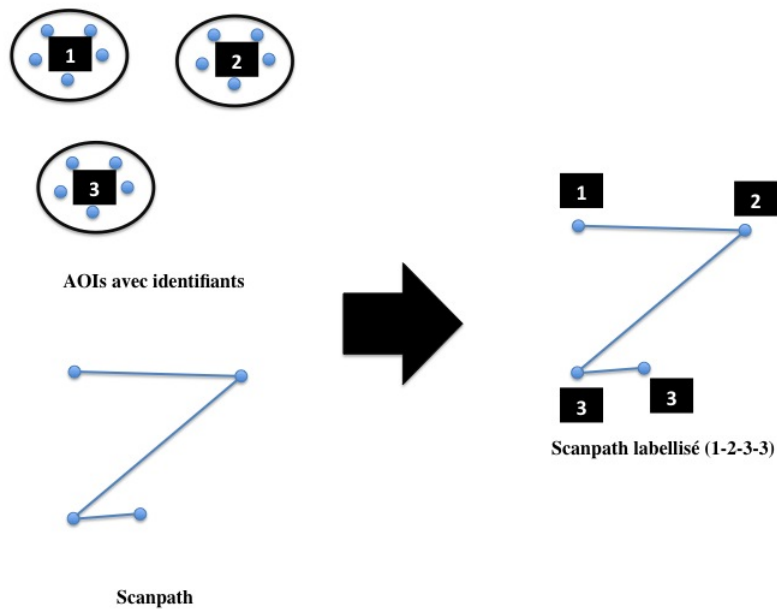 1
2
3
AOIs avec identifiants
Scanpath
1
2
3
3
Scanpath labellisé (1-2-3-3)